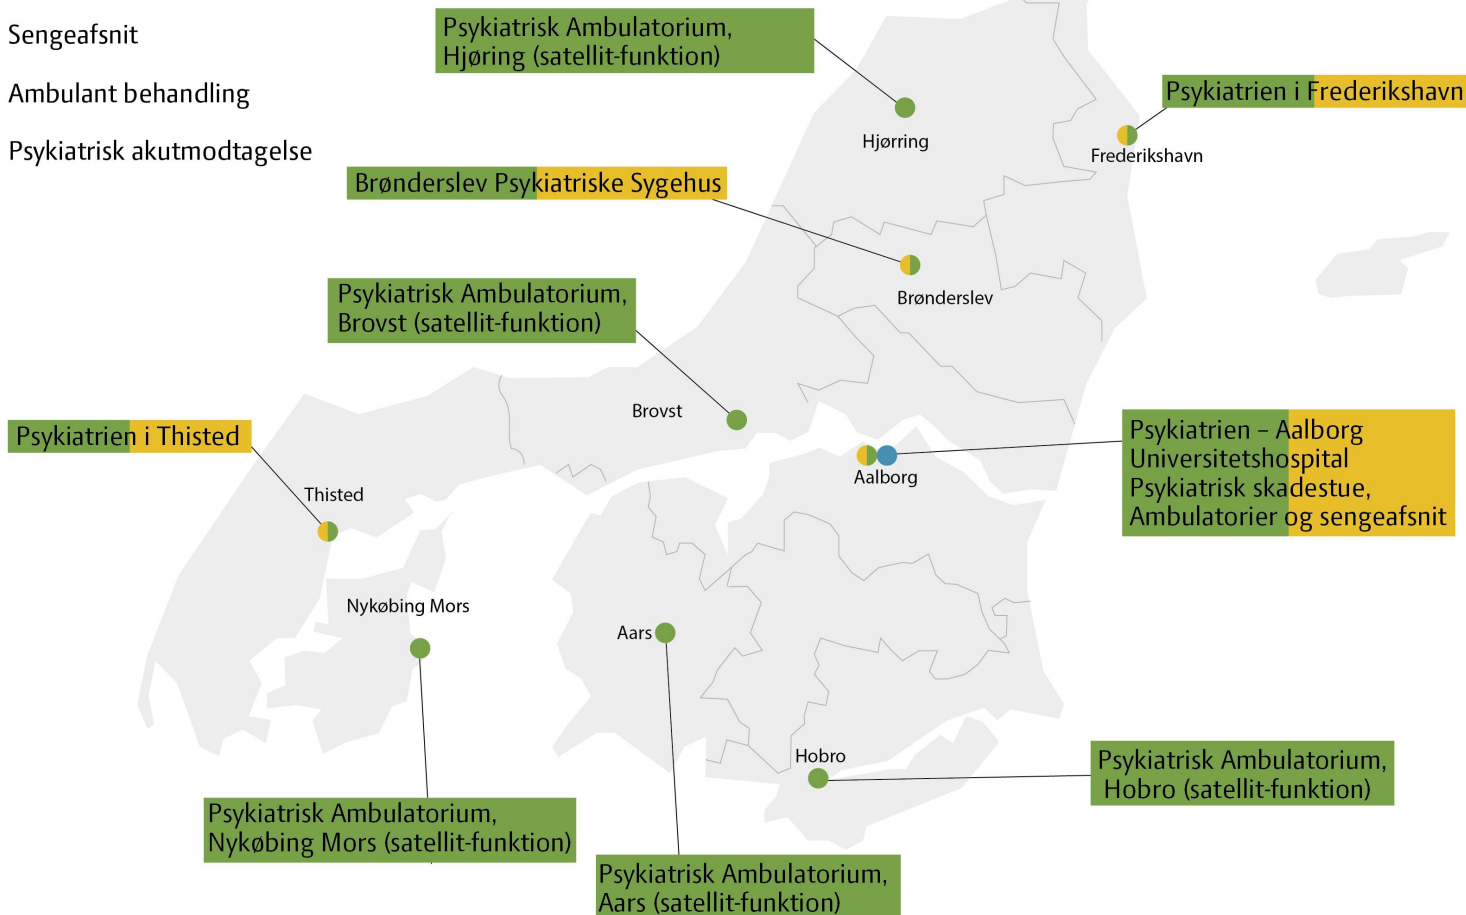 Sengeafsnit
Ambulant behandling
Psykiatrisk akutmodtagelse
Psykiatrisk Ambulatorium,
Hjøring (satellit-funktion)
Hjørring
Psykiatrien i Frederikshavn
Frederikshavn
Brønderslev Psykiatriske Sygehus
Brønderslev
Psykiatrisk Ambulatorium,
Brovst (satellit-funktion)
Brovst
Psykiatrien i Thisted
Thisted
Psykiatrien – Aalborg
Universitetshospital
Psykiatrisk skadestue,
Ambulatorier og sengeafsnit
Aalborg
Nykøbing Mors
Aars
Hobro
Psykiatrisk Ambulatorium,
Hobro (satellit-funktion)
Psykiatrisk Ambulatorium,
Nykøbing Mors (satellit-funktion)
Psykiatrisk Ambulatorium,
Aars (satellit-funktion)